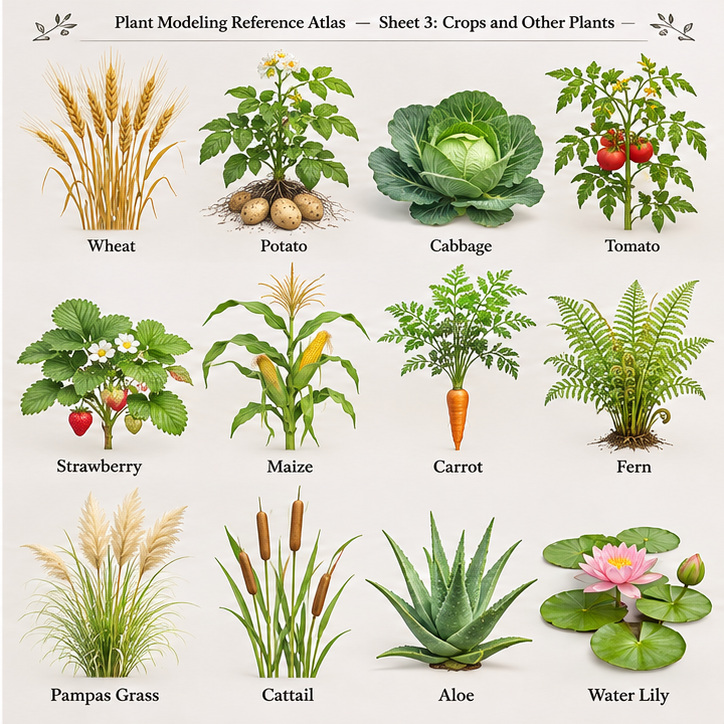 Plant Modeling Reference Atlas — Sheet 3: Crops and Other Plants —
Wheat Potato Cabbage Tomato
Strawberry Maize Carrot Fern
Pampas Grass Cattail Aloe Water Lily